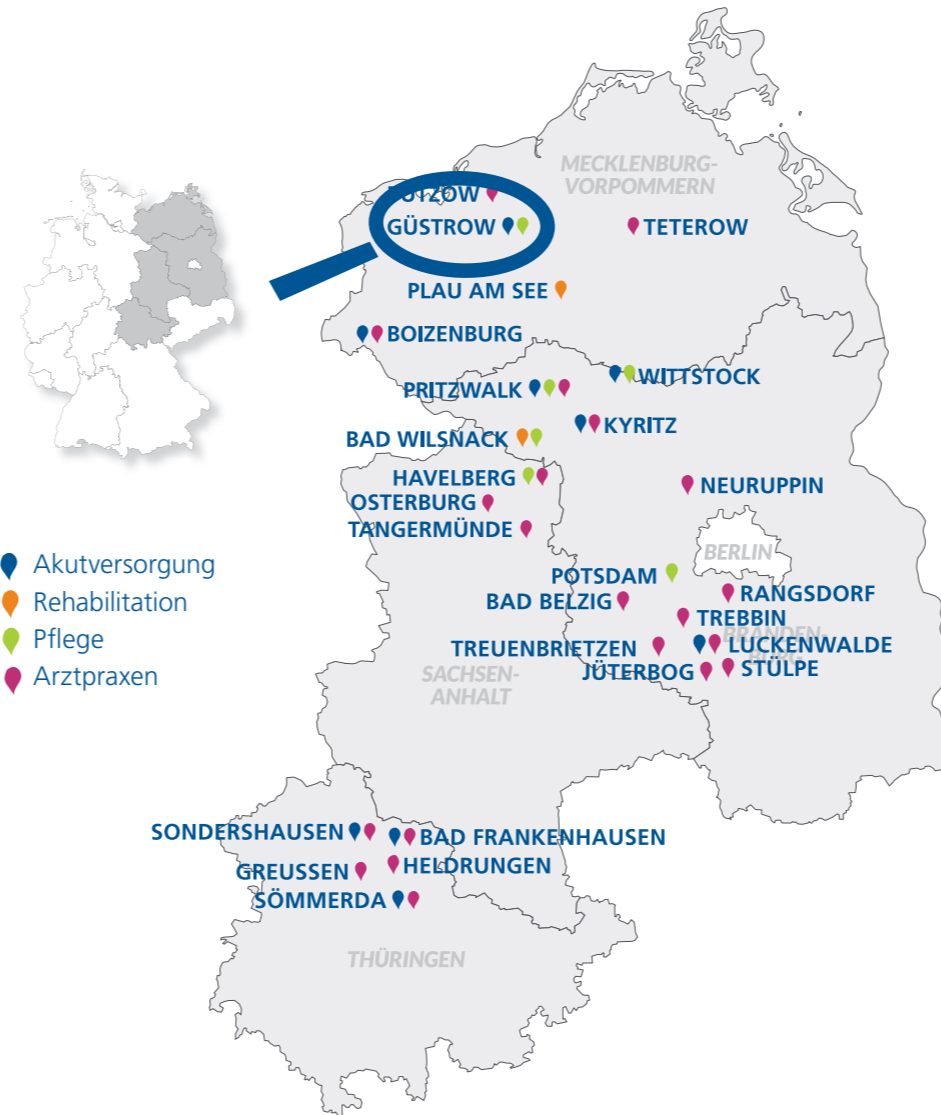 MECKLENBURG-
VORPOMMERN
GÜSTROW
TETEROW
PLAU AM SEE
BOIZENBURG
WITTSTOCK
PRITZWALK
KYRITZ
BAD WILSNACK
HAVELBERG
NEURUPPIN
OSTERBURG
TANGERMÜNDE
BERLIN
Akutversorgung
Rehabilitation
Pflege
Arztpraxen
POTSDAM
RANGSDORF
BAD BELZIG
TREBBIN
BRANDEN-
BURG
TREUENBRIETZEN
LUCKENWALDE
JÜTERBOG
STÜLPE
SACHSEN-
ANHALT
SONDERSHAUSEN
BAD FRANKENHAUSEN
GREUSSEN
HELDRUNGEN
SÖMMERDA
THÜRINGEN